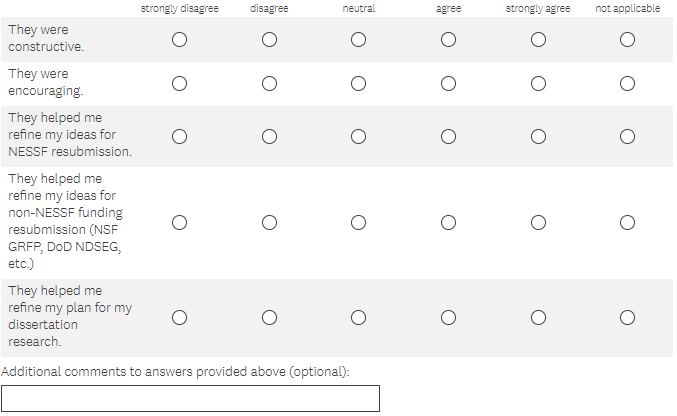 strongly disagree disagree neutral agree strongly agree not applicable
They were
constructive.
They were
encouraging.
They helped me
refine my ideas for
NESSF resubmission.
They helped me
refine my ideas for
non-NESSF funding
resubmission (NSF
GRFP, DoD NDSEG,
etc.)
They helped me
refine my plan for my
dissertation
research.
Additional comments to answers provided above (optional):